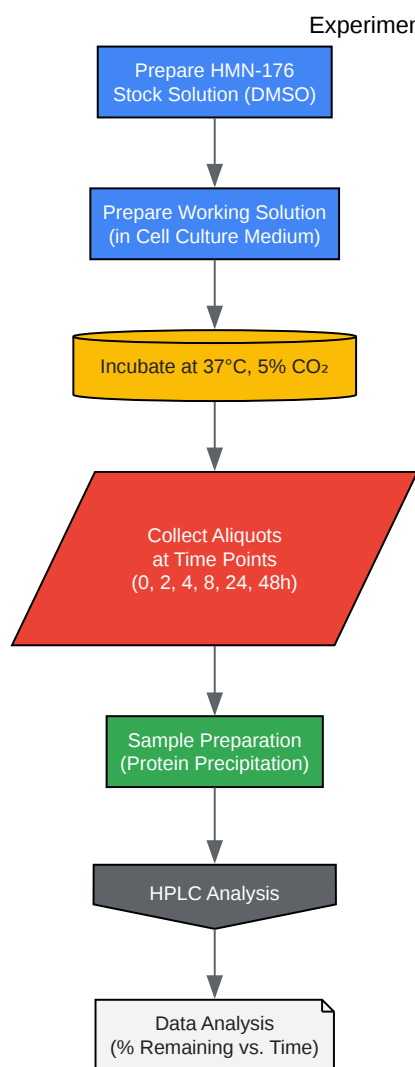 Experimen
Prepare HMN-176
Stock Solution (DMSO)
Prepare Working Solution
(in Cell Culture Medium)
Incubate at 37°C, 5% CO₂
Collect Aliquots
at Time Points
(0, 2, 4, 8, 24, 48h)
Sample Preparation
(Protein Precipitation)
HPLC Analysis
Data Analysis
(% Remaining vs. Time)